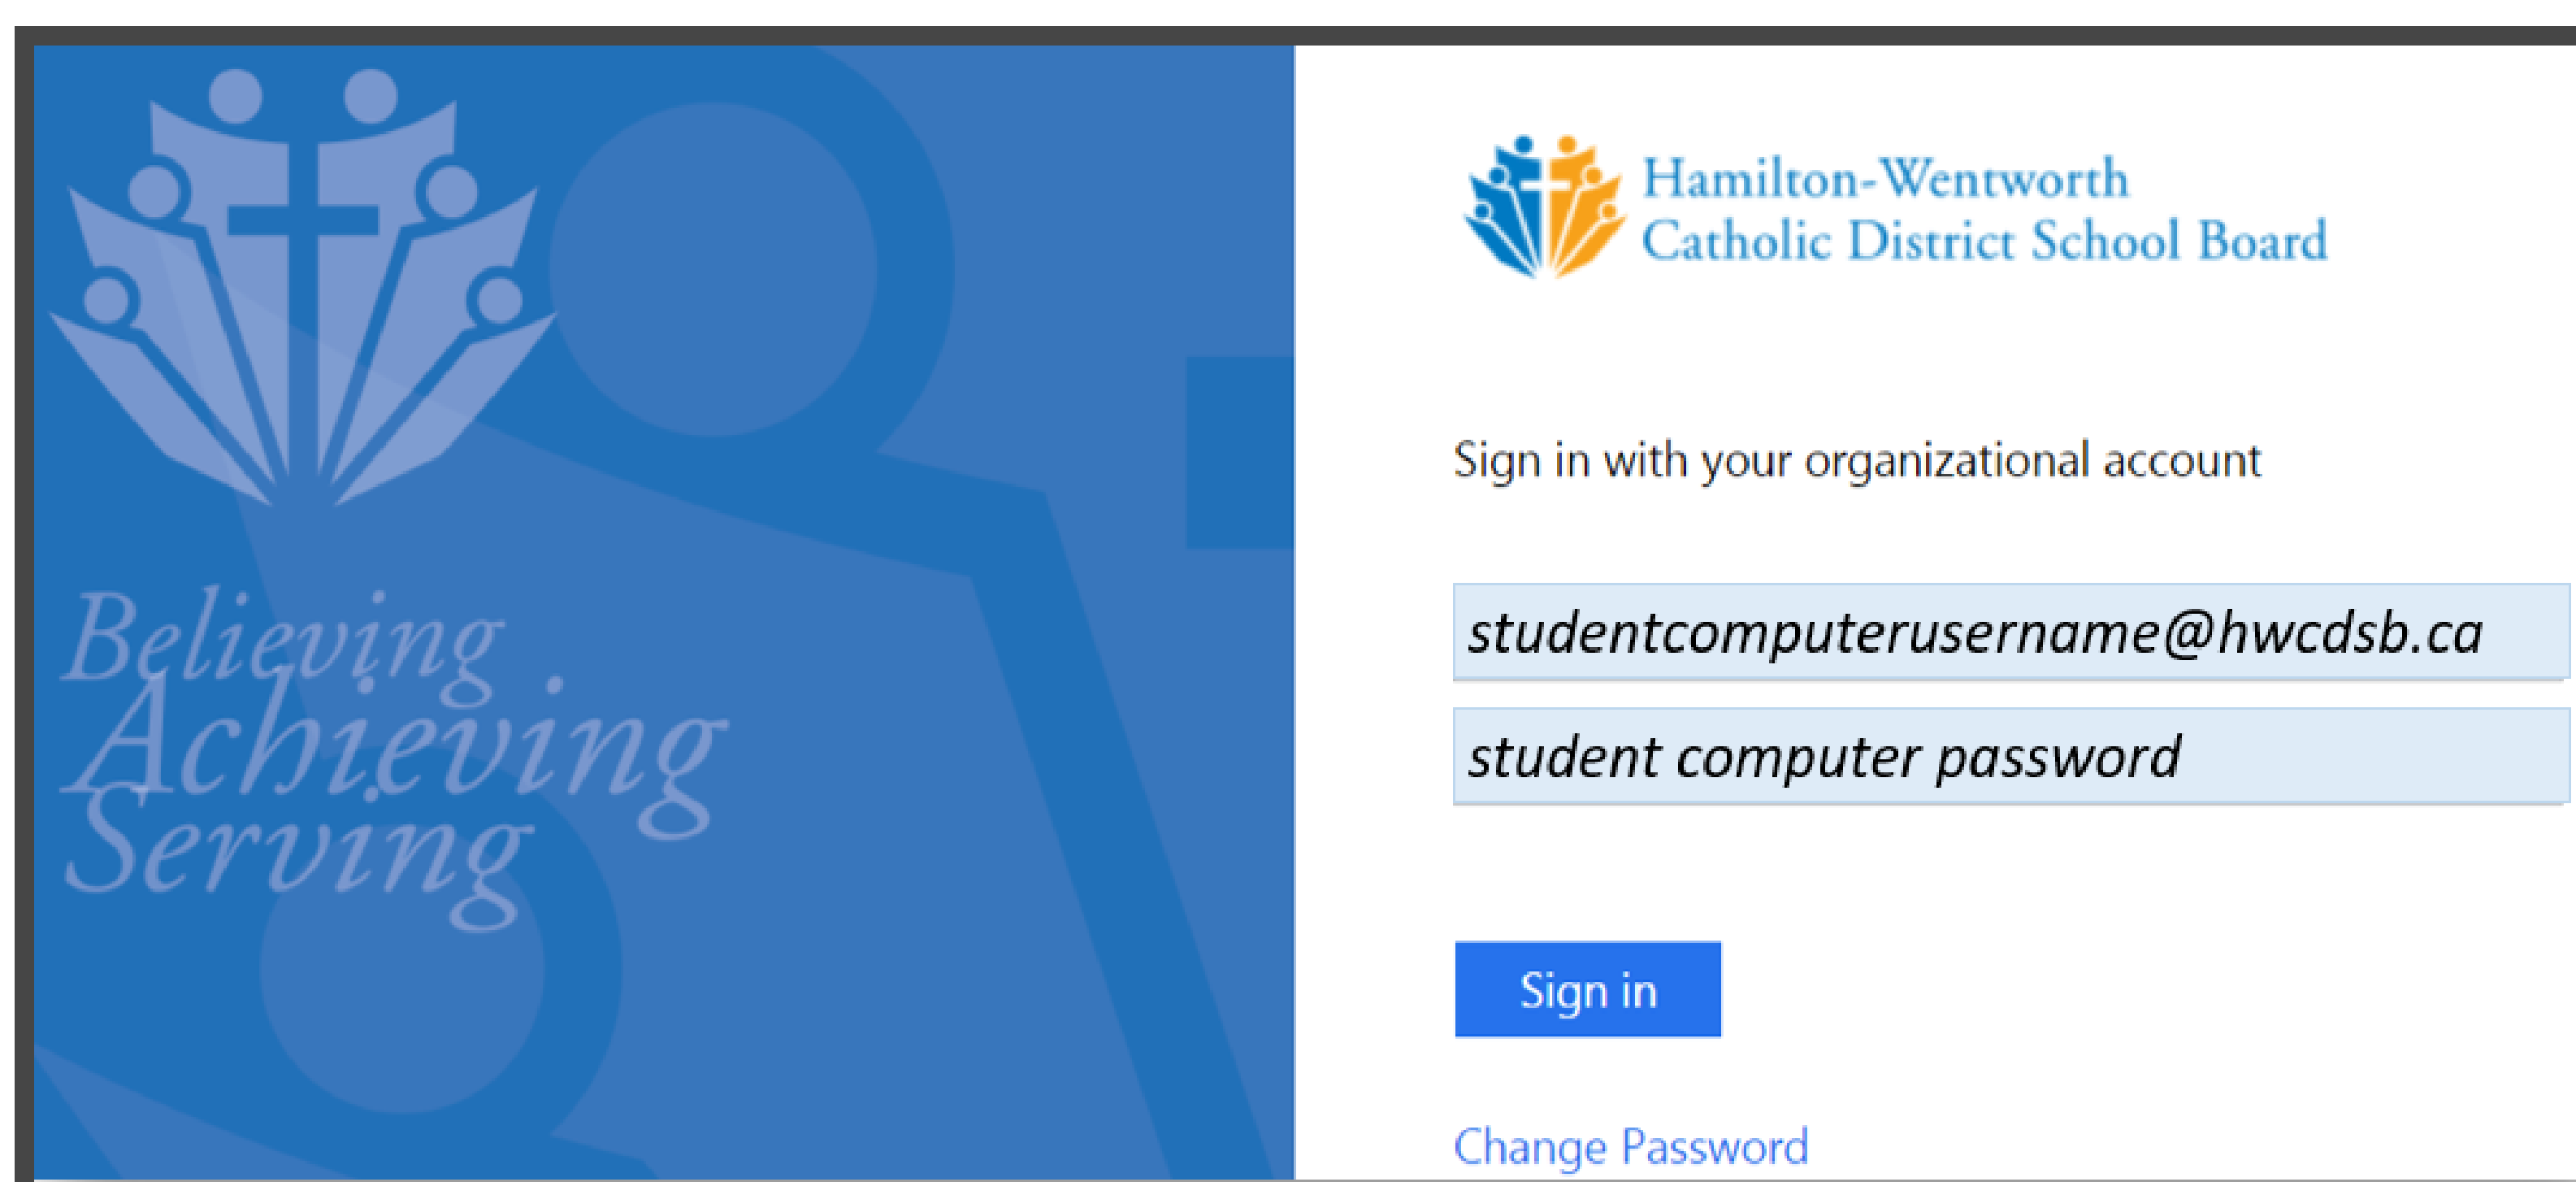 Believing
Achieving
Serving
Hamilton-Wentworth
Catholic District School Board
Sign in with your organizational account
studentcomputerusername@hwcdsb.ca
student computer password
Sign in
Change Password